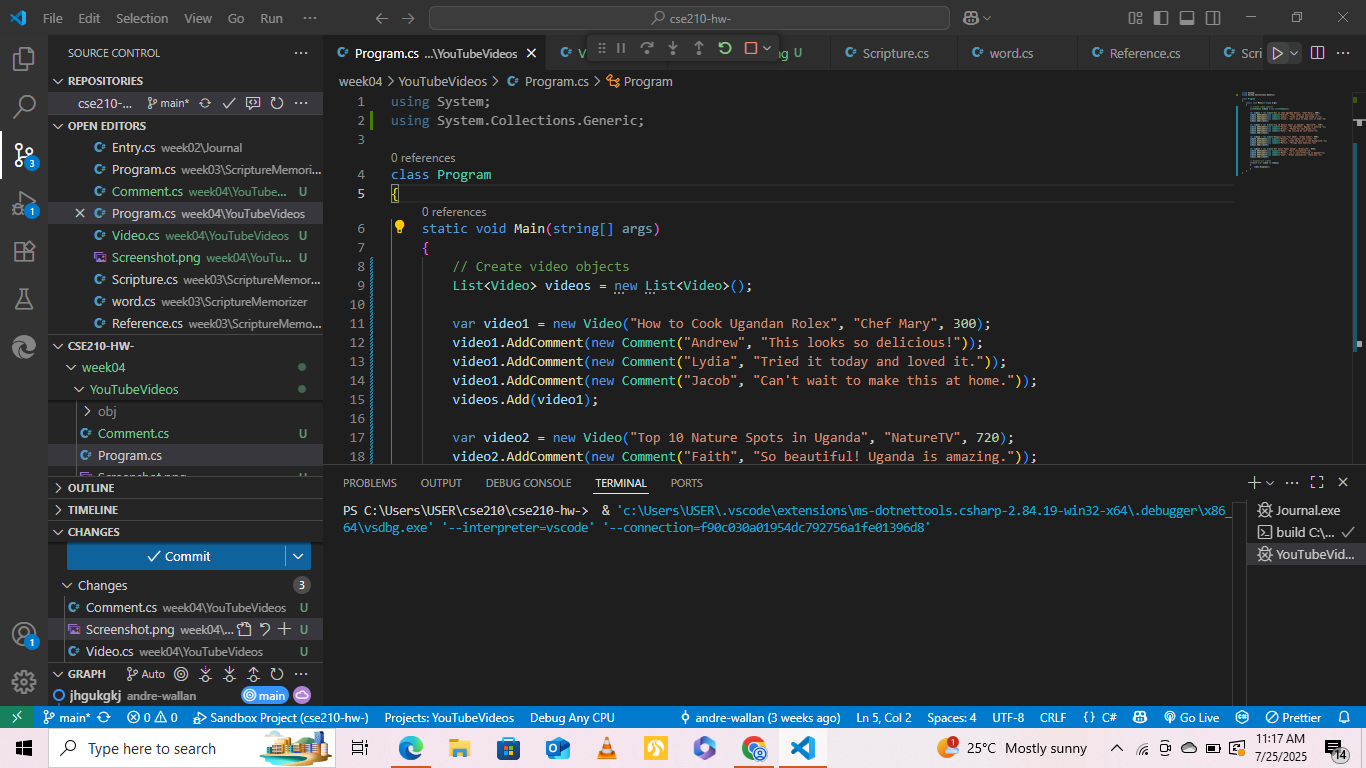 File Edit Selection View Go Run ··· cse210-hw-
SOURCE CONTROL ···
REPOSITORIES
cse210-... main*
OPEN EDITORS
Entry.cs week02\Journal
Program.cs week03\ScriptureMemori...
Comment.cs week04\YouTube... U
Program.cs week04\YouTubeVideos
Video.cs week04\YouTubeVideos U
Screenshot.png week04\YouTu... U
Scripture.cs week03\ScriptureMemor...
word.cs week03\ScriptureMemorizer
Reference.cs week03\ScriptureMemo...
CSE210-HW-
week04
YouTubeVideos
obj
Comment.cs U
Program.cs
OUTLINE
TIMELINE
CHANGES
Commit
Changes 3
Comment.cs week04\YouTubeVideos U
Screenshot.png week04\... U
Video.cs week04\YouTubeVideos U
GRAPH Auto
jhgukgkj andre-wallan main
Program.cs ...\YouTubeVideos U Scripture.cs word.cs Reference.cs Scri
week04 > YouTubeVideos > Program.cs > Program
1 using System;
2 using System.Collections.Generic;
3
0 references
4 class Program
5 {
0 references
6 static void Main(string[] args)
7 {
8 // Create video objects
9 List<Video> videos = new List<Video>();
10
11 var video1 = new Video("How to Cook Ugandan Rolex", "Chef Mary", 300);
12 video1.AddComment(new Comment("Andrew", "This looks so delicious!"));
13 video1.AddComment(new Comment("Lydia", "Tried it today and loved it."));
14 video1.AddComment(new Comment("Jacob", "Can't wait to make this at home."));
15 videos.Add(video1);
16
17 var video2 = new Video("Top 10 Nature Spots in Uganda", "NatureTV", 720);
18 video2.AddComment(new Comment("Faith", "So beautiful! Uganda is amazing."));
PROBLEMS OUTPUT DEBUG CONSOLE TERMINAL PORTS
PS C:\Users\USER\cse210\cse210-hw-> & 'c:\Users\USER\.vscode\extensions\ms-dotnettools.csharp-2.84.19-win32-x64\.debugger\x86_
64\vsdbg.exe' '--interpreter=vscode' '--connection=f90c030a01954dc792756a1fe01396d8'
Journal.exe
build C:\...
YouTubeVid...
main* 0 0 Sandbox Project (cse210-hw-) Projects: YouTubeVideos Debug Any CPU andre-wallan (3 weeks ago) Ln 5, Col 2 Spaces: 4 UTF-8 CRLF {} C# Go Live Prettier
Type here to search 25°C Mostly sunny 11:17 AM
7/25/2025 14